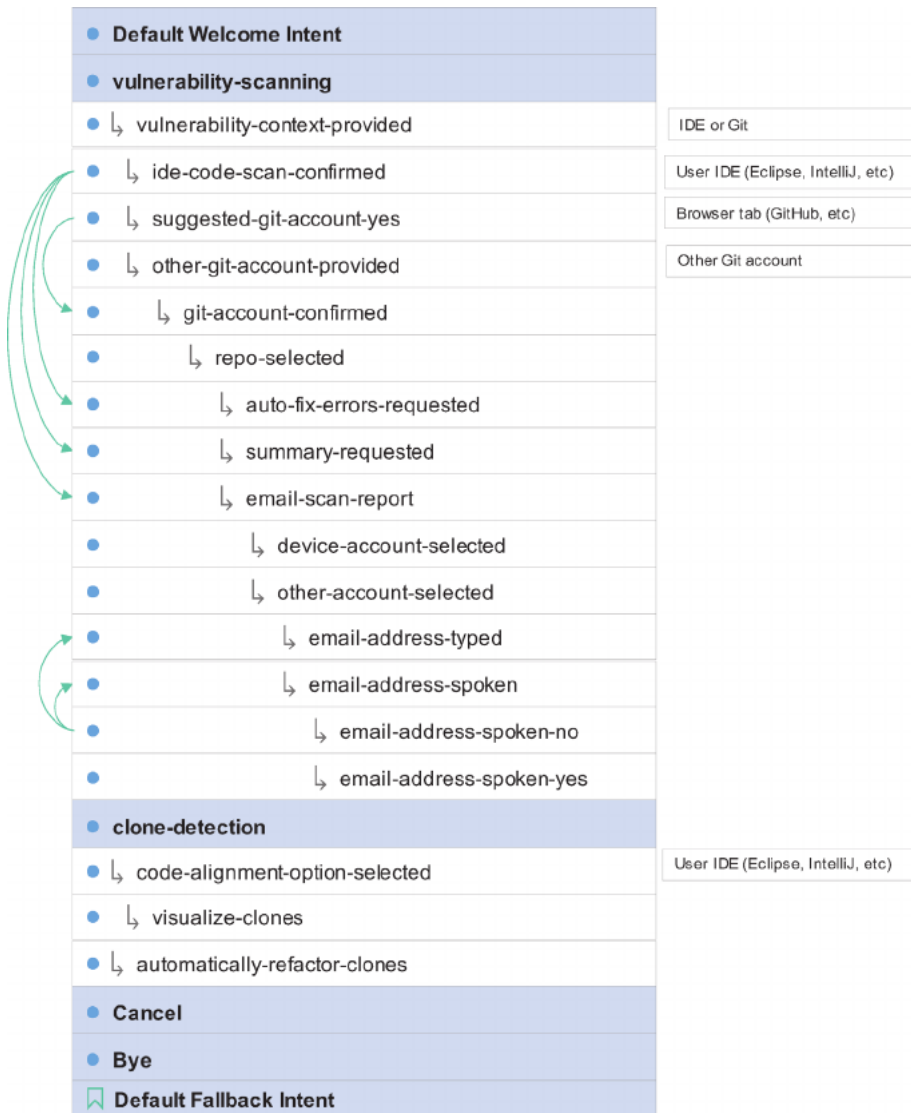 Default Welcome Intent
vulnerability-scanning
vulnerability-context-provided
IDE or Git
ide-code-scan-confirmed
User IDE (Eclipse, IntelliJ, etc)
suggested-git-account-yes
Browser tab (GitHub, etc)
other-git-account-provided
Other Git account
git-account-confirmed
repo-selected
auto-fix-errors-requested
summary-requested
email-scan-report
device-account-selected
other-account-selected
email-address-typed
email-address-spoken
email-address-spoken-no
email-address-spoken-yes
clone-detection
code-alignment-option-selected
User IDE (Eclipse, IntelliJ, etc)
visualize-clones
automatically-refactor-clones
Cancel
Bye
Default Fallback Intent